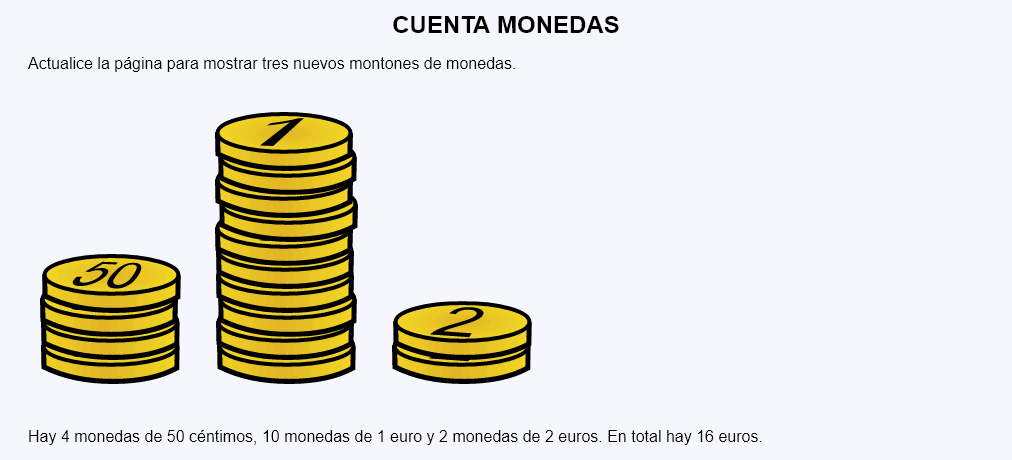 CUENTA MONEDAS
Actualice la página para mostrar tres nuevos montones de monedas.
1
50
2
Hay 4 monedas de 50 céntimos, 10 monedas de 1 euro y 2 monedas de 2 euros. En total hay 16 euros.